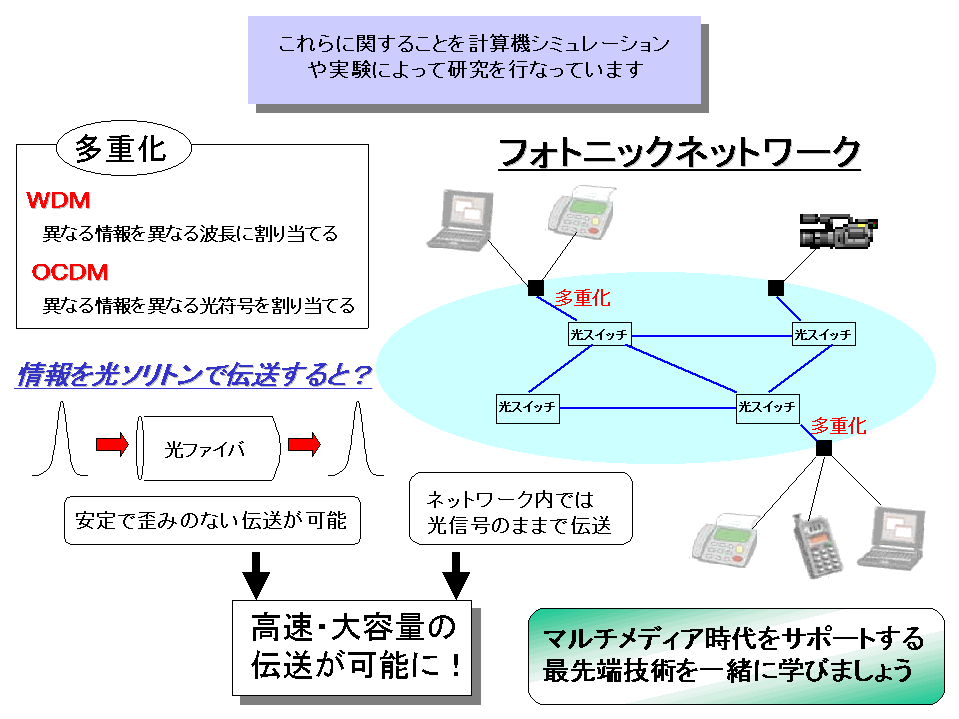 これらに関することを計算機シミュレーション
や実験によって研究を行なっています
多重化
WDM
異なる情報を異なる波長に割り当てる
OCDM
異なる情報を異なる光符号を割り当てる
フォトニックネットワーク
多重化
光スイッチ
光スイッチ
光スイッチ
光スイッチ
多重化
情報を光ソリトンで伝送すると？
光ファイバ
安定で歪みのない伝送が可能
ネットワーク内では
光信号のままで伝送
高速・大容量の
伝送が可能に！
マルチメディア時代をサポートする
最先端技術を一緒に学びましょう